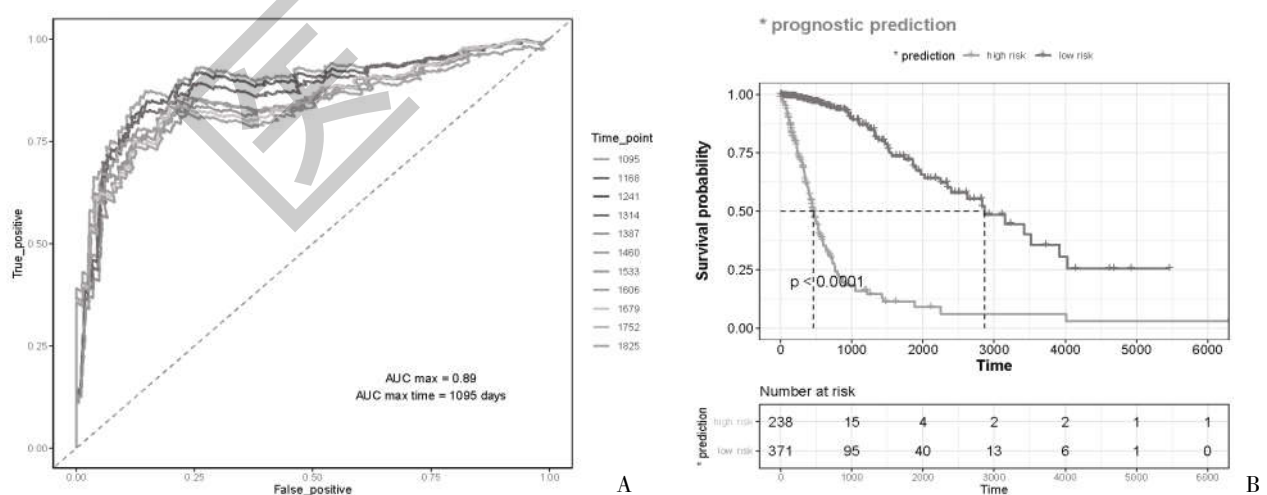 1.00
0.75
0.50
0.25
0.00
True_positive
0.00
0.25
0.50
0.75
1.00
False_positive
AUC max = 0.89
AUC max time = 1095 days
Time_point
1095
1168
1241
1314
1387
1460
1533
1606
1679
1752
1825
A
* prognostic prediction
* prediction high risk low risk
1.00
0.75
0.50
0.25
0.00
Survival probability
p < 0.0001
0 1000 2000 3000 4000 5000 6000
Time
Number at risk
* prediction
high risk 238 15 4 2 2 1 1
low risk 371 95 40 13 6 1 0
0 1000 2000 3000 4000 5000 6000
Time
B